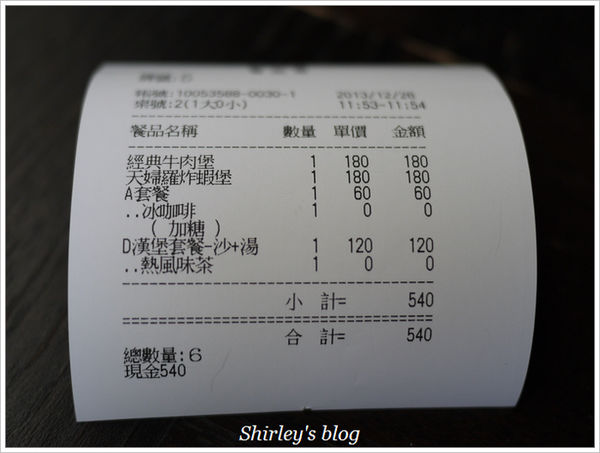 牌號:5
帳號:10053588-0030-1 2013/12/28
桌號:2(1大0小) 11:53-11:54
餐品名稱 數量 單價 金額
經典牛肉堡 1 180 180
天婦羅炸蝦堡 1 180 180
A套餐 1 60 60
..冰咖啡 1 0 0
( 加糖 )
D漢堡套餐-沙+湯 1 120 120
..熱風味茶 1 0 0
小 計= 540
合 計= 540
總數量:6
現金540
Shirley's blog